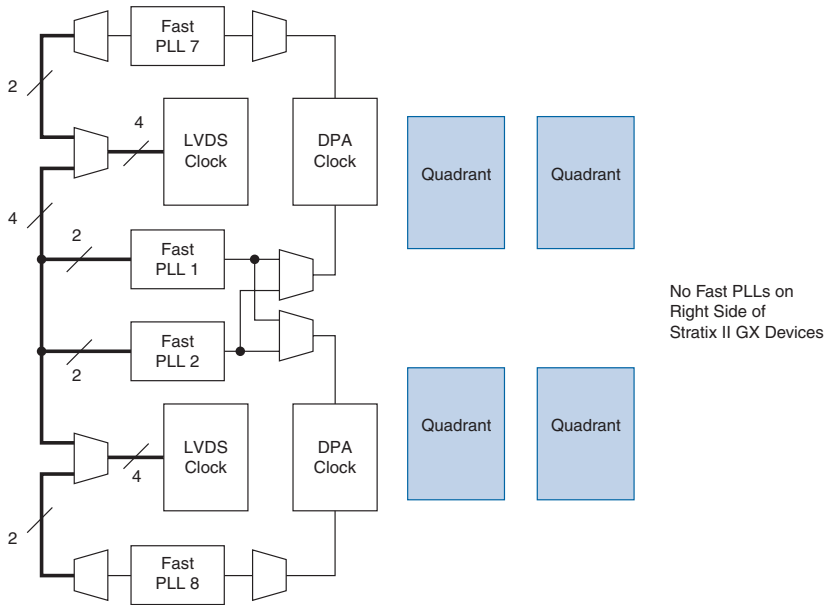 Fast
PLL 7
2
4
LVDS
Clock
DPA
Clock
Quadrant
Quadrant
4
2
Fast
PLL 1
No Fast PLLs on
Right Side of
Stratix II GX Devices
2
Fast
PLL 2
LVDS
Clock
DPA
Clock
Quadrant
Quadrant
4
2
Fast
PLL 8